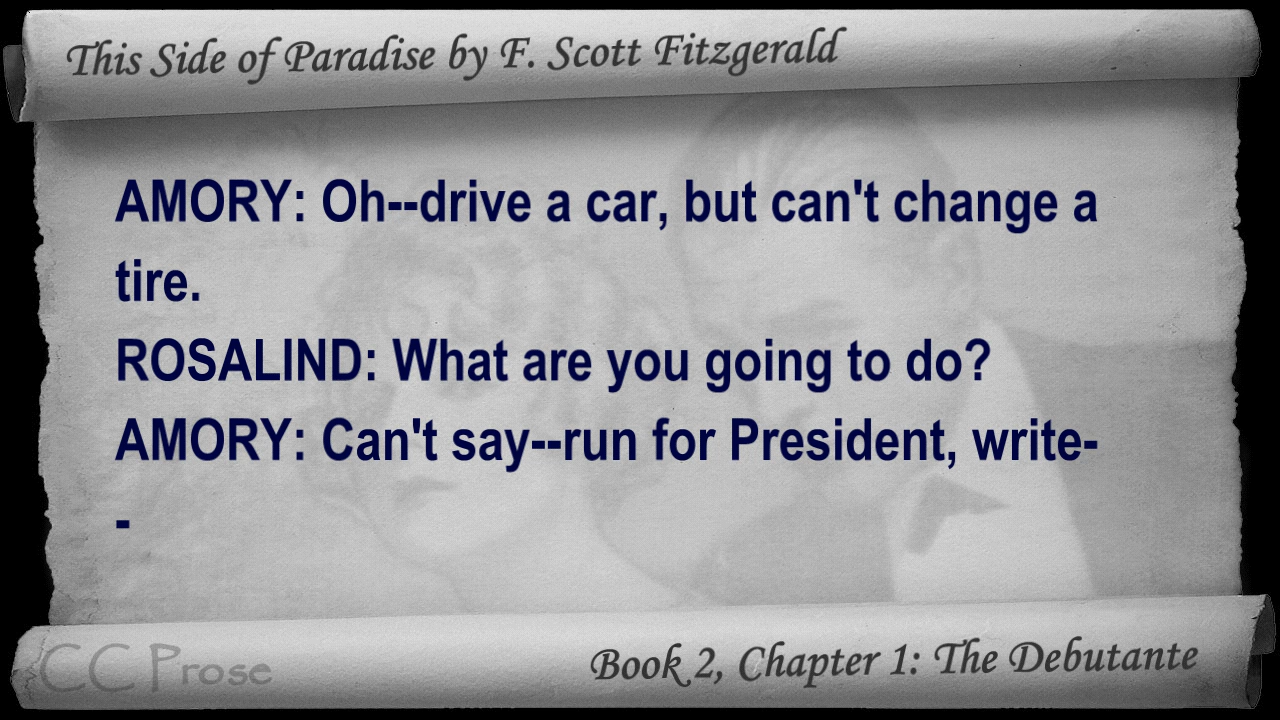 This Side of Paradise by F. Scott Fitzgerald
AMORY: Oh--drive a car, but can't change a
tire.
ROSALIND: What are you going to do?
AMORY: Can't say--run for President, write-
-
CC Prose
Book 2, Chapter 1: The Debutante